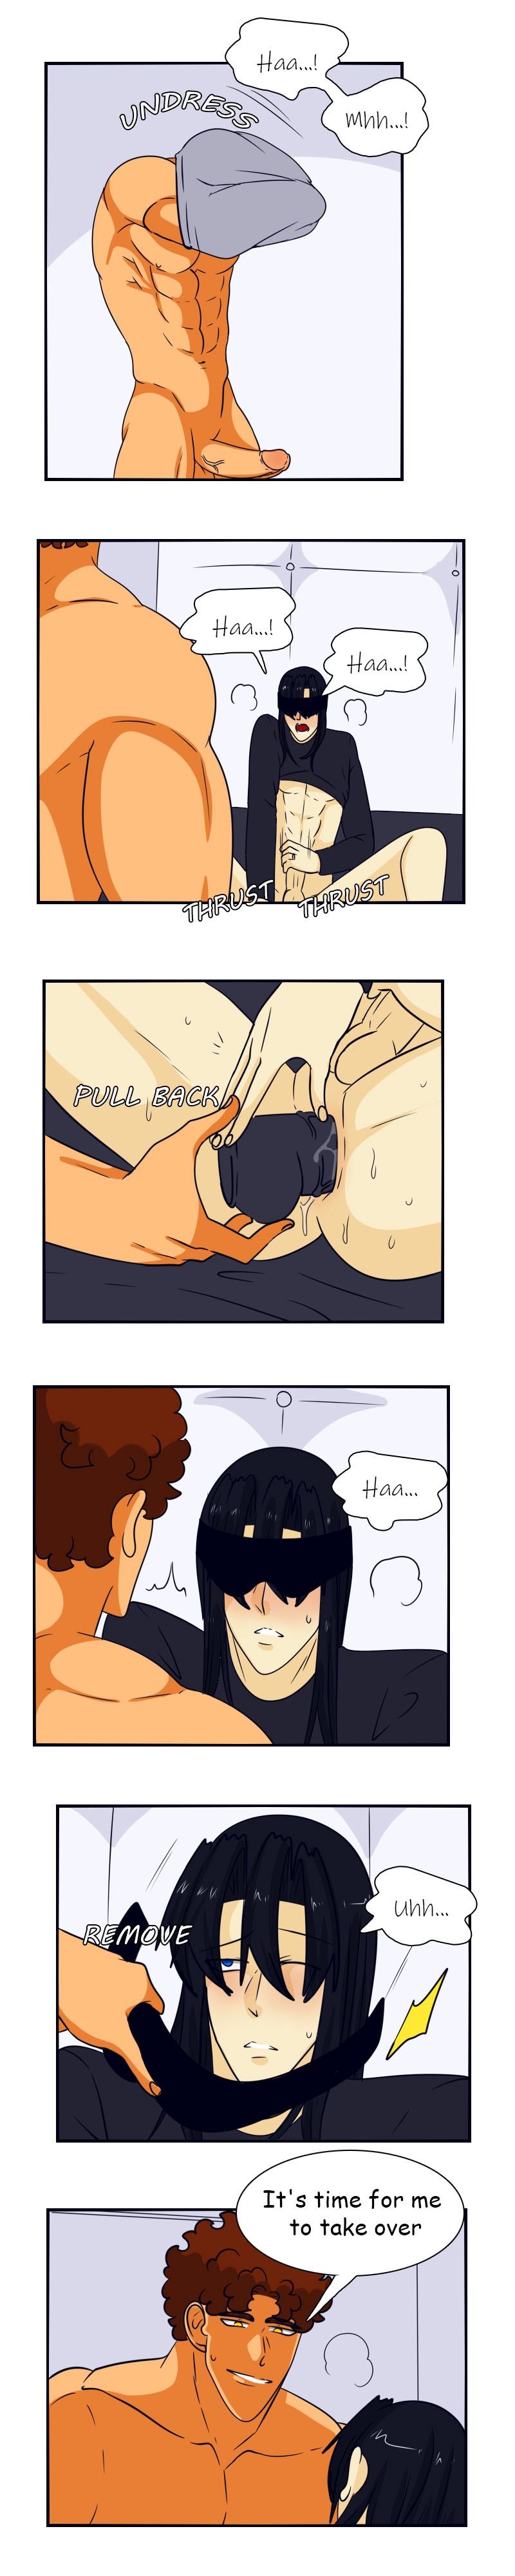 Haa...!
Mhh...!
UNDRESS
Haa...!
Haa...!
THRUST
THRUST
PULL BACK
Haa...
Uhh...
REMOVE
It's time for me
to take over